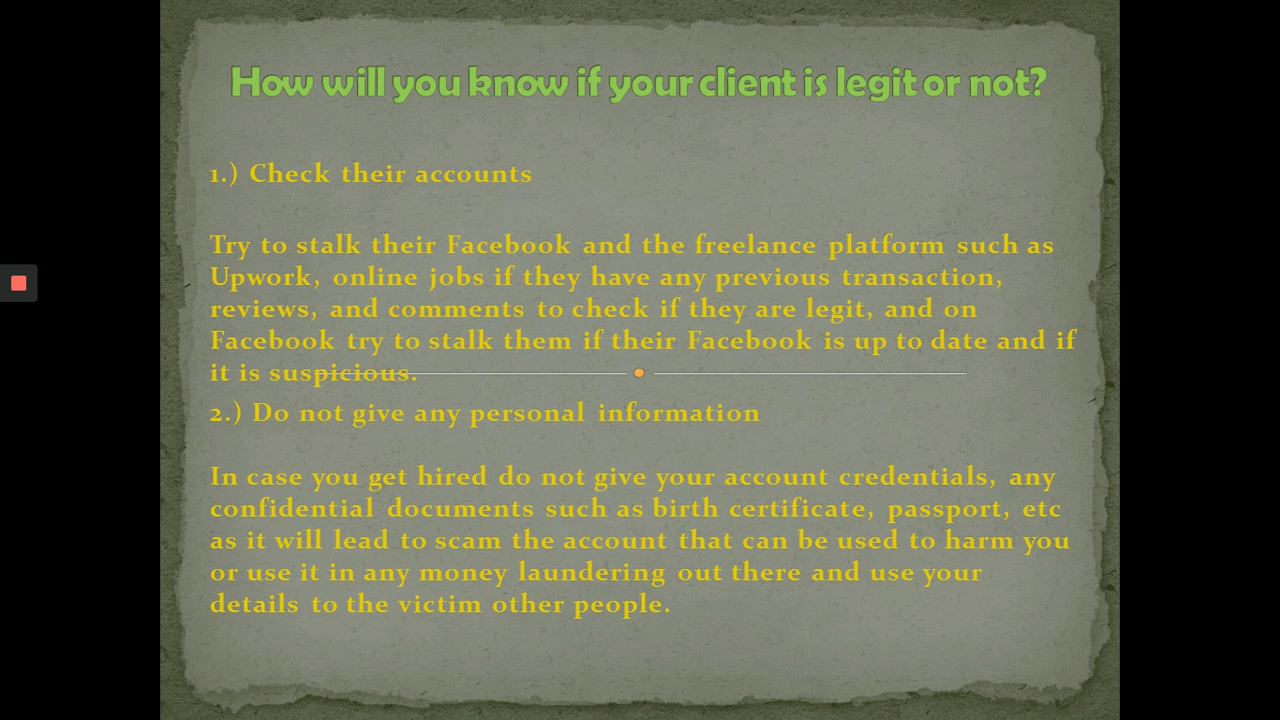 How will you know if your client is legit or not?
1.) Check their accounts
Try to stalk their Facebook and the freelance platform such as
Upwork, online jobs if they have any previous transaction,
reviews, and comments to check if they are legit, and on
Facebook try to stalk them if their Facebook is up to date and if
it is suspicious.
2.) Do not give any personal information
In case you get hired do not give your account credentials, any
confidential documents such as birth certificate, passport, etc
as it will lead to scam the account that can be used to harm you
or use it in any money laundering out there and use your
details to the victim other people.